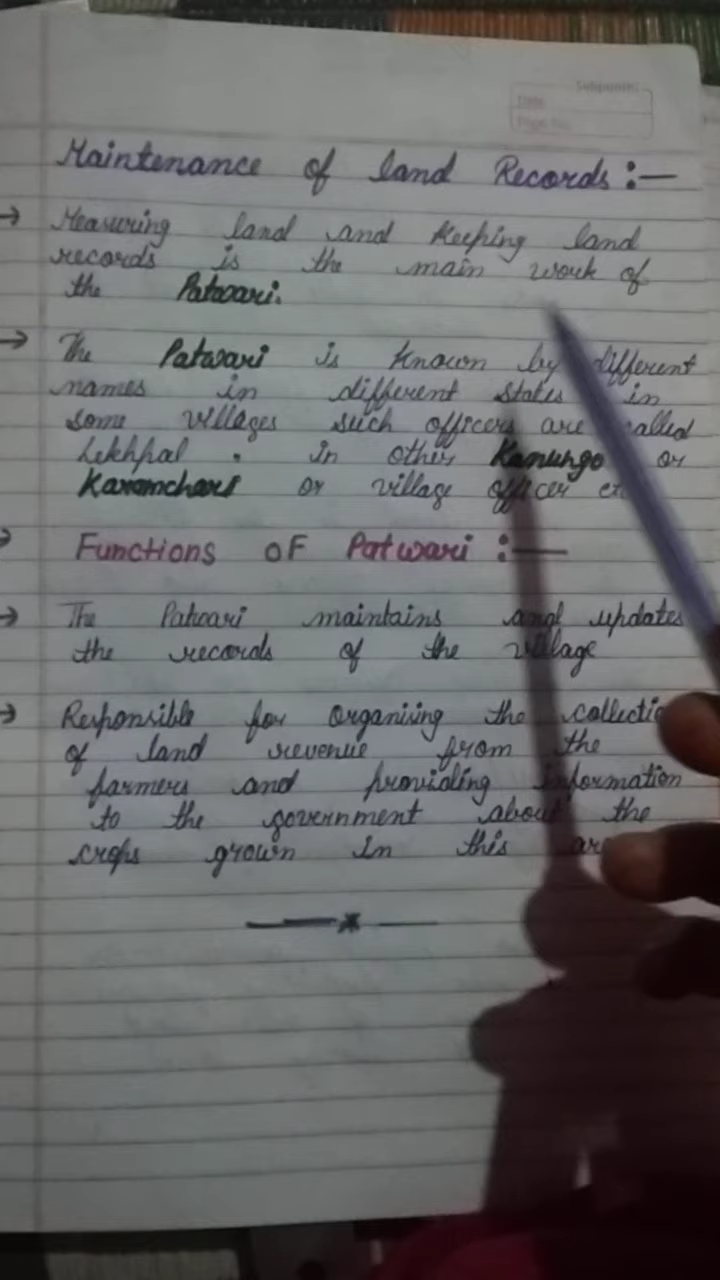 Date
Page No.
Maintenance of land Records :—
→ Measuring land and Keeping land
records is the main work of
the Patwari.
→ The Patwari is known by different
names in different states in
some villages such officers are called
Lekhpal . in other Kanungo or
Karamchari or village officer
Functions of Patwari :—
→ The Patwari maintains and updates
the records of the village
→ Responsible for organising the
of land revenue from the
farmers and providing information
to the government about the
crops grown in this